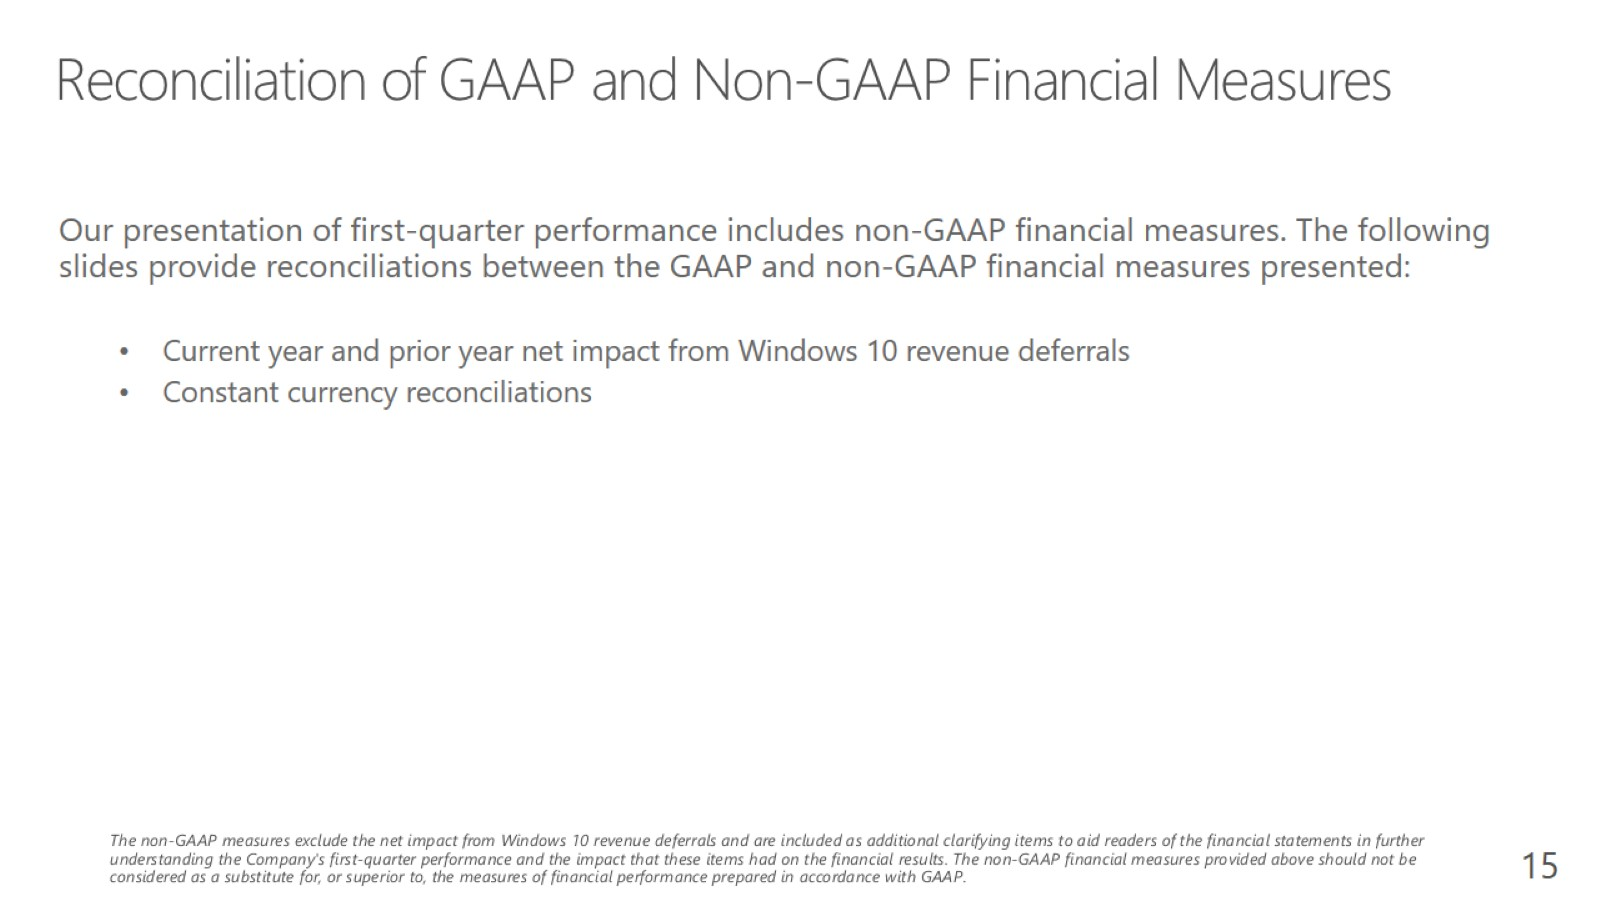 Reconciliation of GAAP and Non-GAAP Financial Measures
Our presentation of first-quarter performance includes non-GAAP financial measures. The following
slides provide reconciliations between the GAAP and non-GAAP financial measures presented:
• Current year and prior year net impact from Windows 10 revenue deferrals
• Constant currency reconciliations
The non-GAAP measures exclude the net impact from Windows 10 revenue deferrals and are included as additional clarifying items to aid readers of the financial statements in further
understanding the Company's first-quarter performance and the impact that these items had on the financial results. The non-GAAP financial measures provided above should not be
considered as a substitute for, or superior to, the measures of financial performance prepared in accordance with GAAP.
15